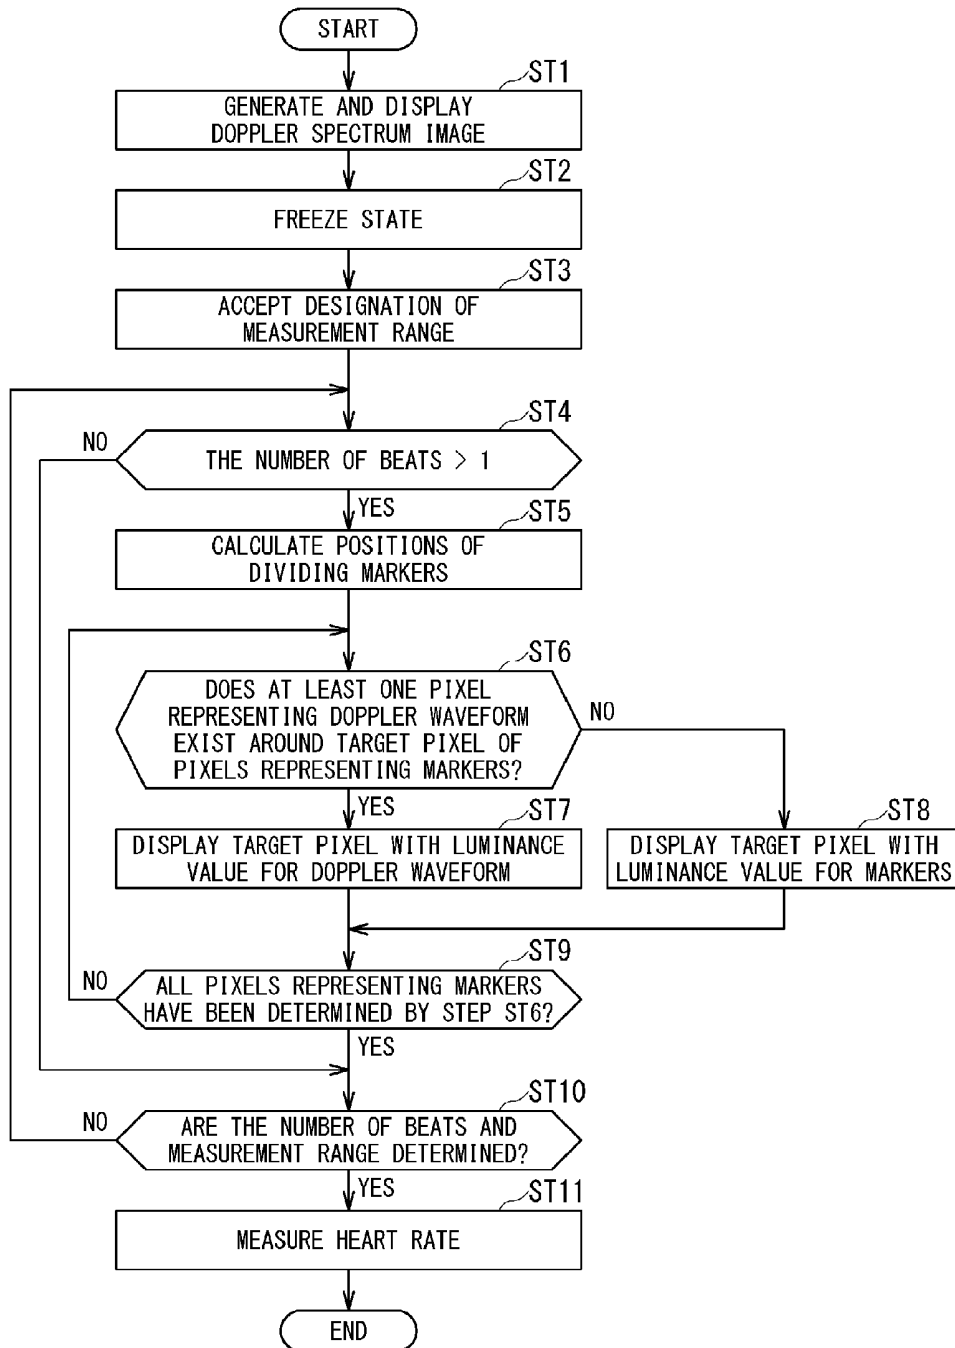 START
ST1
GENERATE AND DISPLAY
DOPPLER SPECTRUM IMAGE
ST2
FREEZE STATE
ST3
ACCEPT DESIGNATION OF
MEASUREMENT RANGE
ST4
NO
THE NUMBER OF BEATS > 1
YES
ST5
CALCULATE POSITIONS OF
DIVIDING MARKERS
ST6
DOES AT LEAST ONE PIXEL
REPRESENTING DOPPLER WAVEFORM
EXIST AROUND TARGET PIXEL OF
PIXELS REPRESENTING MARKERS?
NO
YES
ST7
DISPLAY TARGET PIXEL WITH LUMINANCE
VALUE FOR DOPPLER WAVEFORM
ST8
DISPLAY TARGET PIXEL WITH
LUMINANCE VALUE FOR MARKERS
ST9
NO
ALL PIXELS REPRESENTING MARKERS
HAVE BEEN DETERMINED BY STEP ST6?
YES
ST10
NO
ARE THE NUMBER OF BEATS AND
MEASUREMENT RANGE DETERMINED?
YES
ST11
MEASURE HEART RATE
END